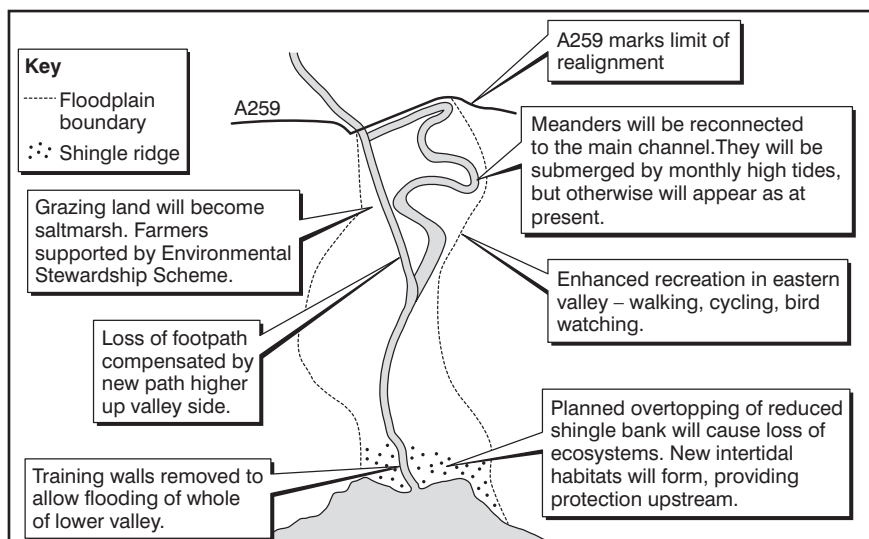 Key
Floodplain
boundary
Shingle ridge
A259
A259 marks limit of
realignment
Meanders will be reconnected
to the main channel.They will be
submerged by monthly high tides,
but otherwise will appear as at
present.
Grazing land will become
saltmarsh. Farmers
supported by Environmental
Stewardship Scheme.
Enhanced recreation in eastern
valley – walking, cycling, bird
watching.
Loss of footpath
compensated by
new path higher
up valley side.
Planned overtopping of reduced
shingle bank will cause loss of
ecosystems. New intertidal
habitats will form, providing
protection upstream.
Training walls removed to
allow flooding of whole
of lower valley.